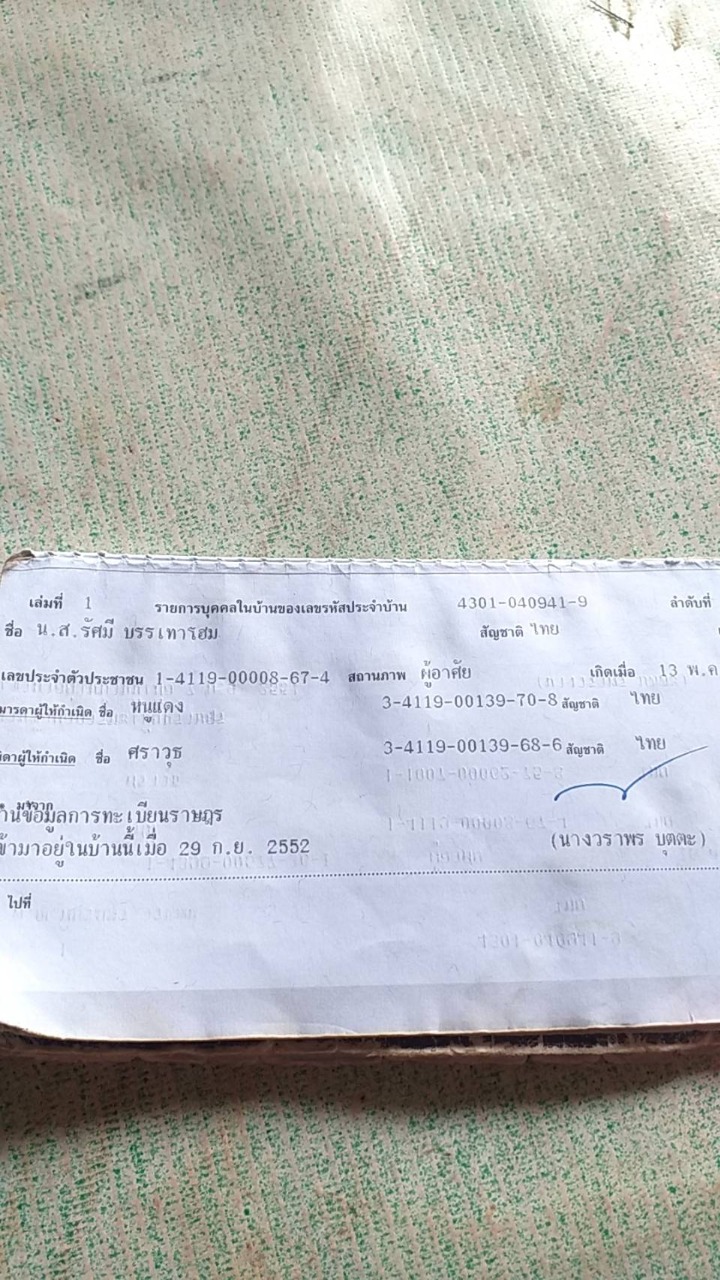 เล่มที่ 1 รายการบุคคลในบ้านของเลขรหัสประจำบ้าน 4301-040941-9 ลำดับที่
ชื่อ น.ส.รัศมี บรรเทาโฮม สัญชาติ ไทย
เลขประจำตัวประชาชน 1-4119-00008-67-4 สถานภาพ ผู้อาศัย เกิดเมื่อ 13 พ.ค
มารดาผู้ให้กำเนิด ชื่อ หนูแดง 3-4119-00139-70-8 สัญชาติ ไทย
ิดาผู้ให้กำเนิด ชื่อ ศราวุธ 3-4119-00139-68-6 สัญชาติ ไทย
มาจาก
านข้อมูลการทะเบียนราษฎร
ข้ามาอยู่ในบ้านนี้เมื่อ 29 ก.ย. 2552 (นางวราพร บุตตะ)
ไปที่